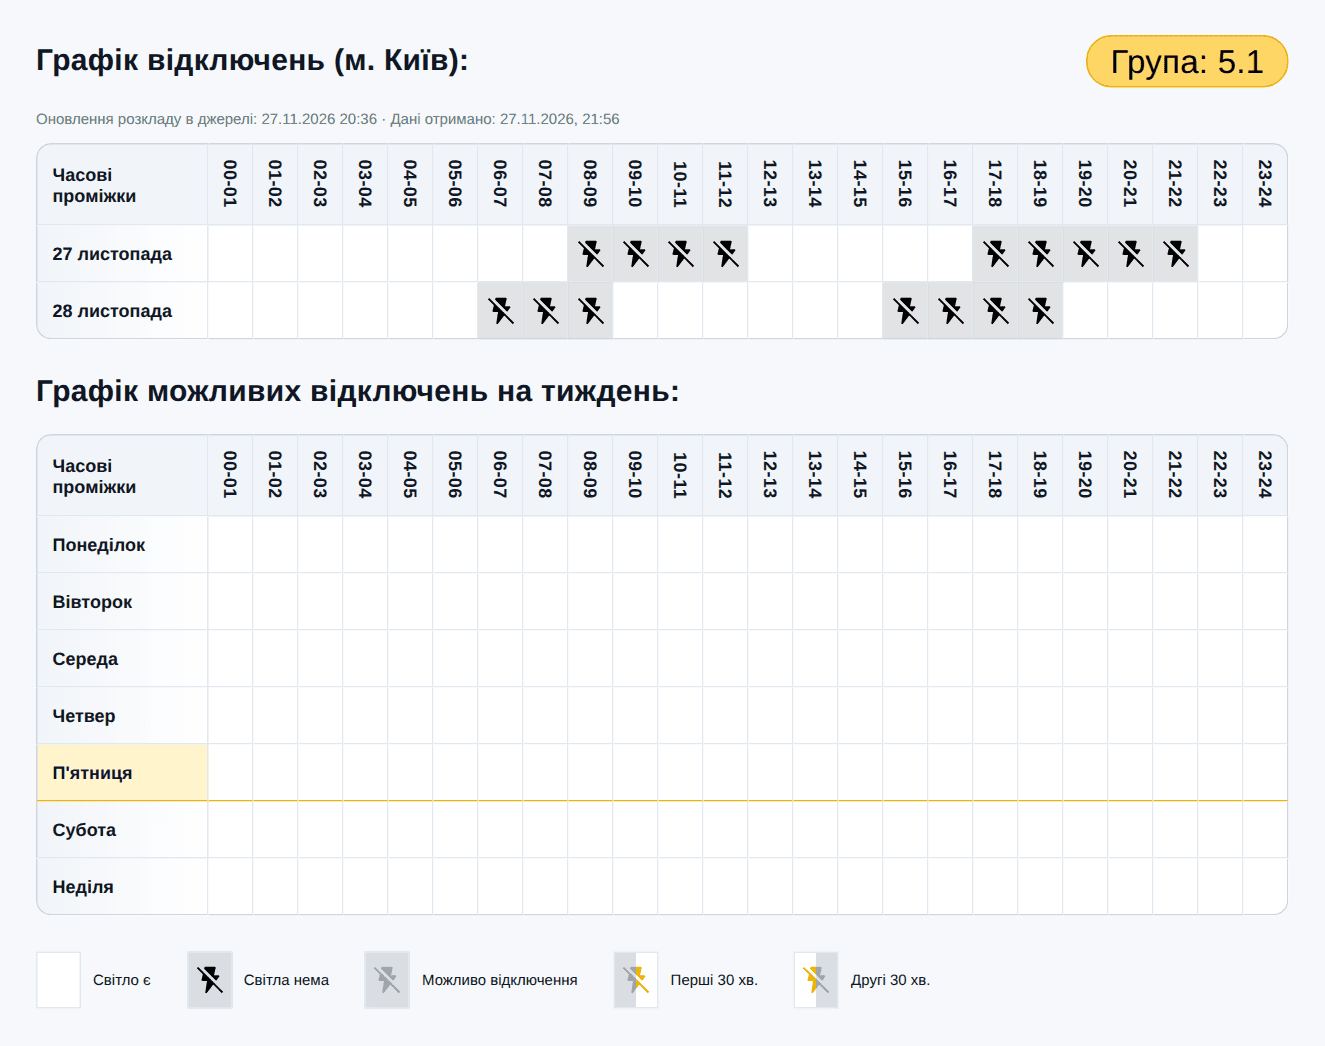 Графік відключень (м. Київ):
Група: 5.1
Оновлення розкладу в джерелі: 27.11.2026 20:36 · Дані отримано: 27.11.2026, 21:56
Часові проміжки 00-01 01-02 02-03 03-04 04-05 05-06 06-07 07-08 08-09 09-10 10-11 11-12 12-13 13-14 14-15 15-16 16-17 17-18 18-19 19-20 20-21 21-22 22-23 23-24
27 листопада
28 листопада
Графік можливих відключень на тиждень:
Часові проміжки 00-01 01-02 02-03 03-04 04-05 05-06 06-07 07-08 08-09 09-10 10-11 11-12 12-13 13-14 14-15 15-16 16-17 17-18 18-19 19-20 20-21 21-22 22-23 23-24
Понеділок
Вівторок
Середа
Четвер
П'ятниця
Субота
Неділя
Світло є Світла нема Можливо відключення Перші 30 хв. Другі 30 хв.